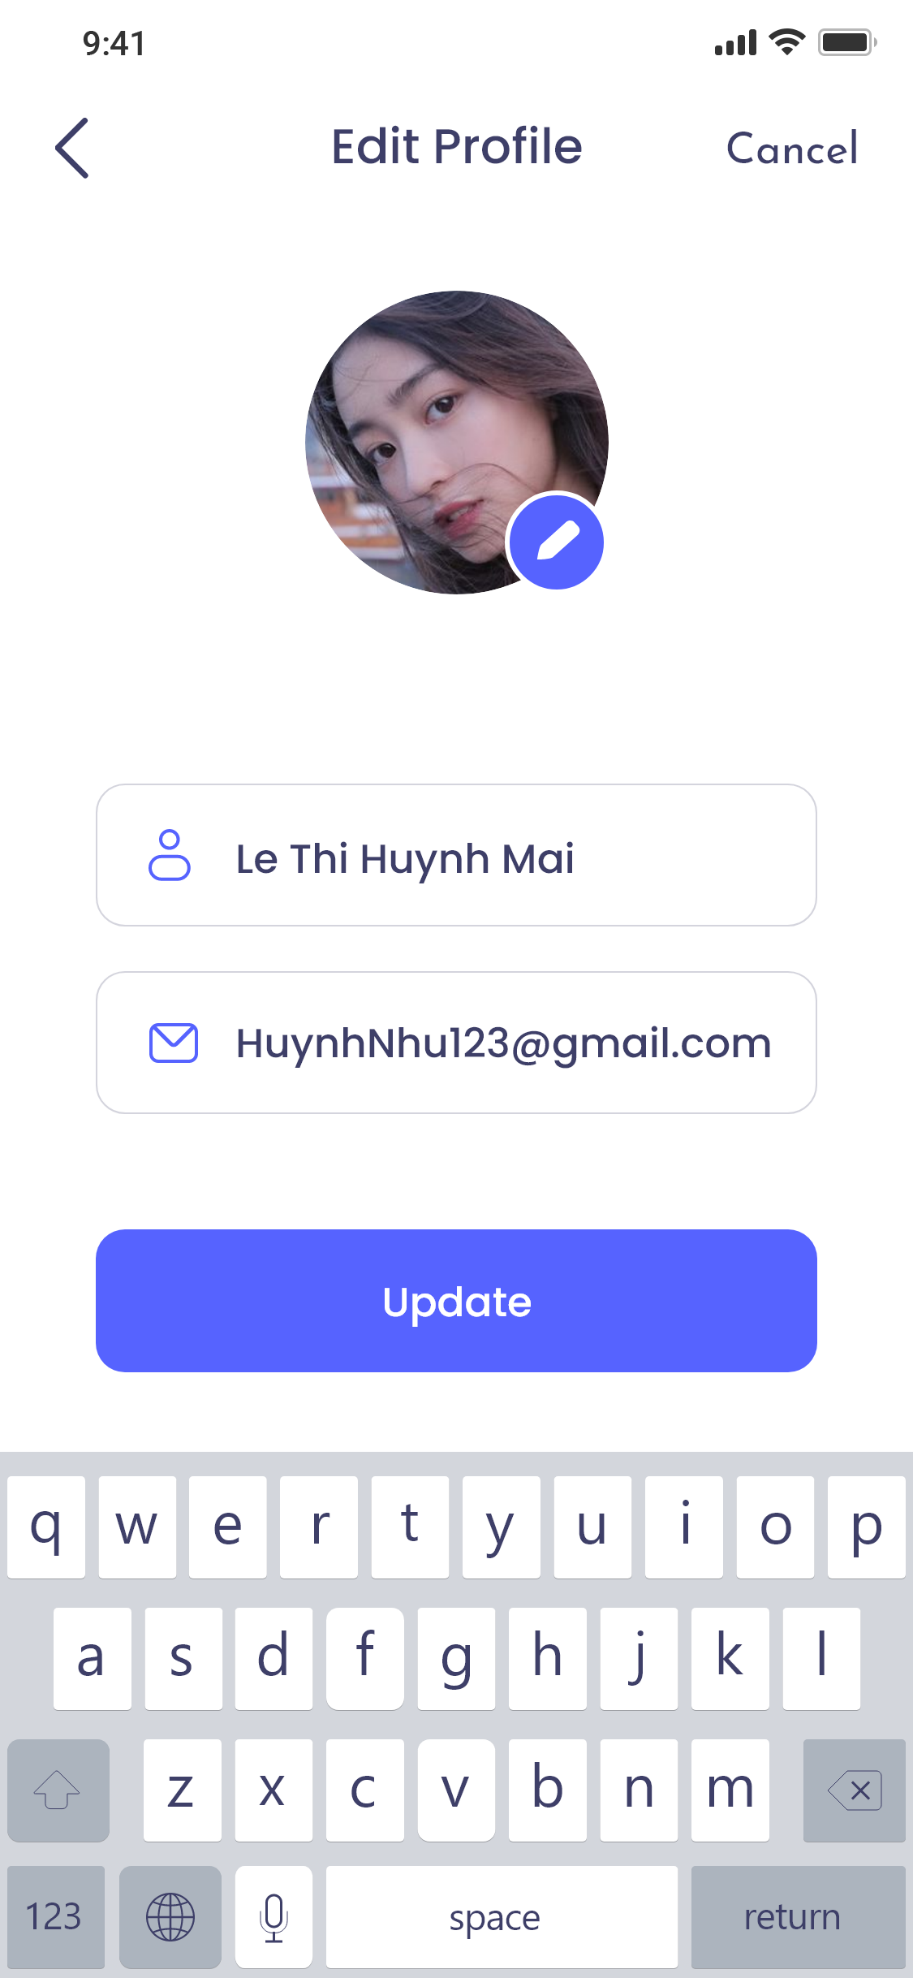 9:41
Edit Profile
Cancel
Le Thi Huynh Mai
HuynhNhu123@gmail.com
Update
q w e r t y u i o p
a s d f g h j k l
z x c v b n m
123 space return